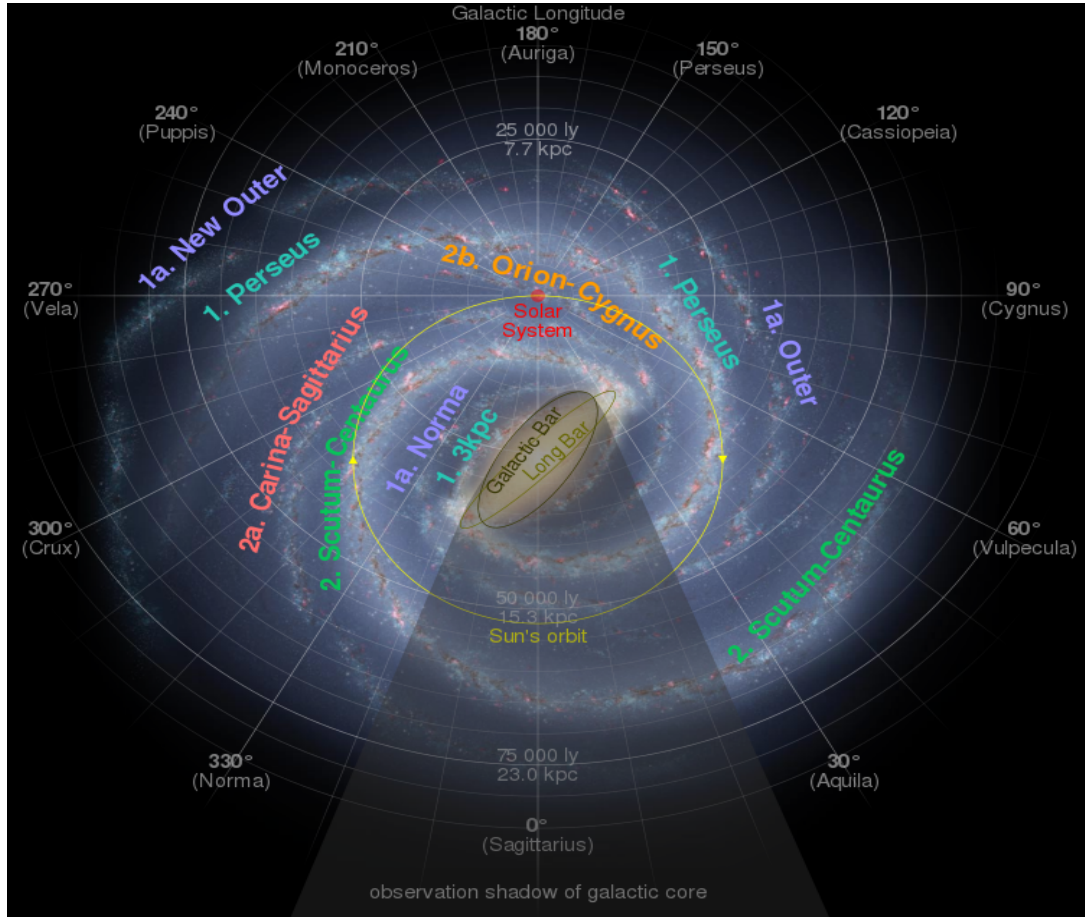 Galactic Longitude
180°
(Auriga)
210°
(Monoceros)
150°
(Perseus)
240°
(Puppis)
120°
(Cassiopeia)
25 000 ly
7.7 kpc
1a. New Outer
1. Perseus
2b. Orion-Cygnus
1. Perseus
270°
(Vela)
90°
(Cygnus)
Solar
System
1a. Outer
2a. Carina-Sagittarius
2. Scutum-Centaurus
1a. Norma
1. 3kpc
Galactic Bar
Long Bar
2. Scutum-Centaurus
300°
(Crux)
60°
(Vulpecula)
50 000 ly
15.3 kpc
Sun's orbit
75 000 ly
23.0 kpc
330°
(Norma)
30°
(Aquila)
0°
(Sagittarius)
observation shadow of galactic core